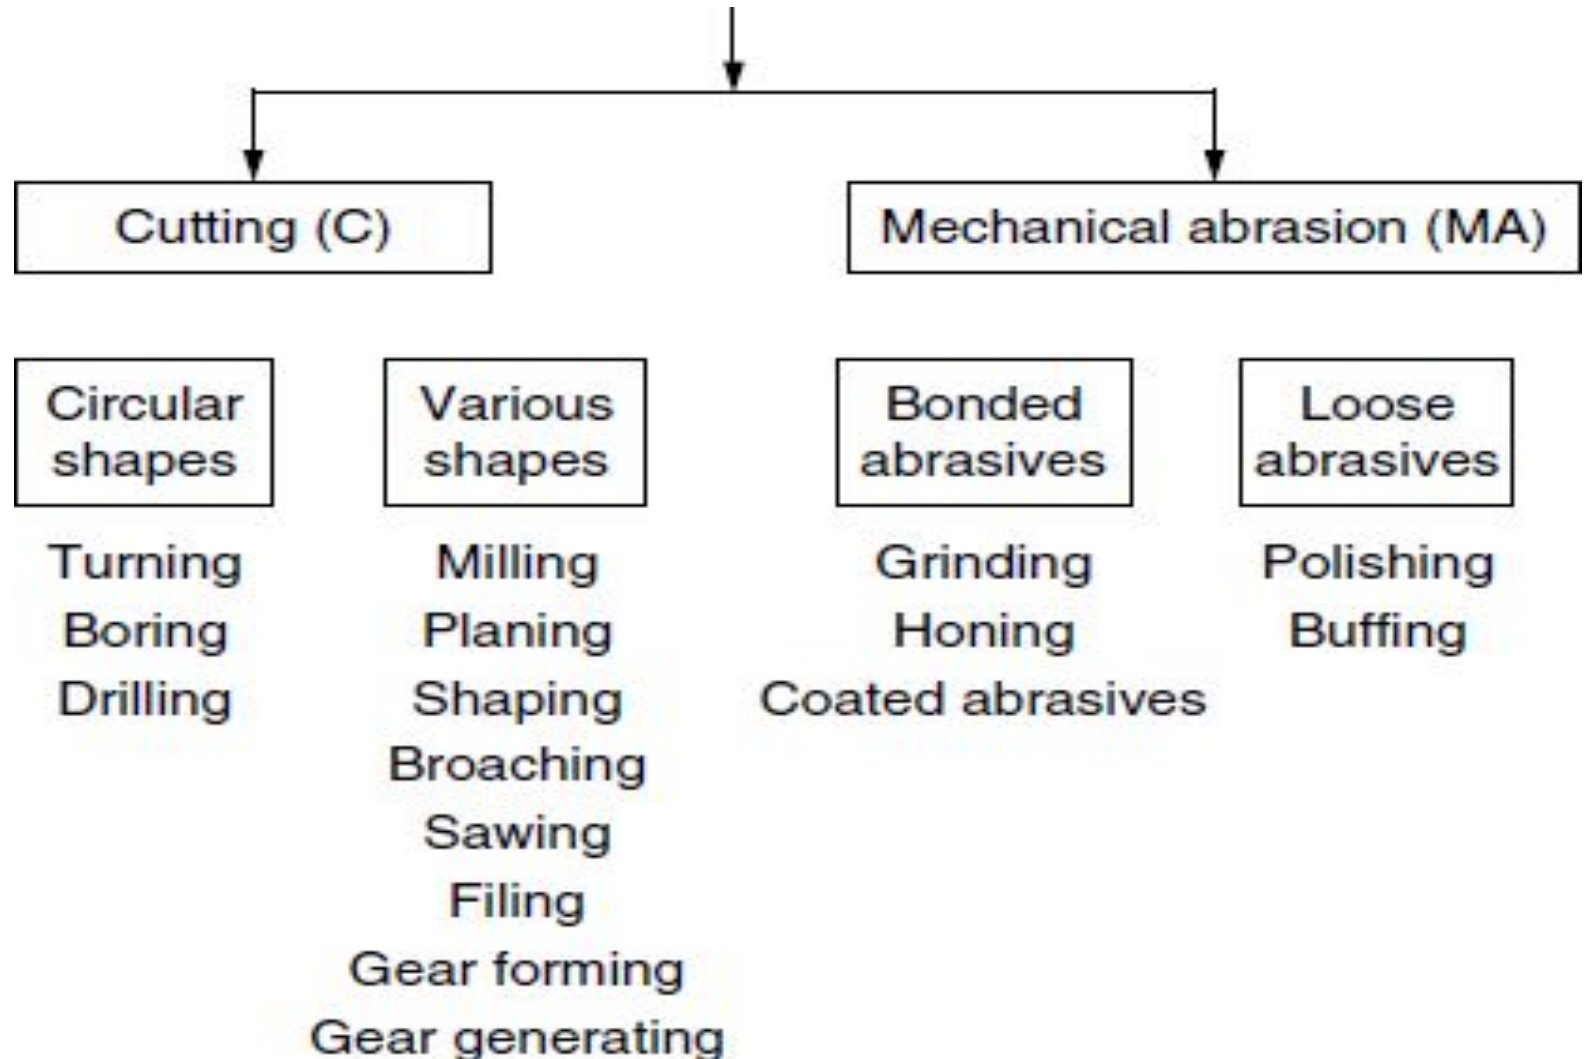 Cutting (C)
Mechanical abrasion (MA)
Circular
shapes
Various
shapes
Bonded
abrasives
Loose
abrasives
Turning
Boring
Drilling
Milling
Planing
Shaping
Broaching
Sawing
Filing
Gear forming
Gear generating
Grinding
Honing
Coated abrasives
Polishing
Buffing